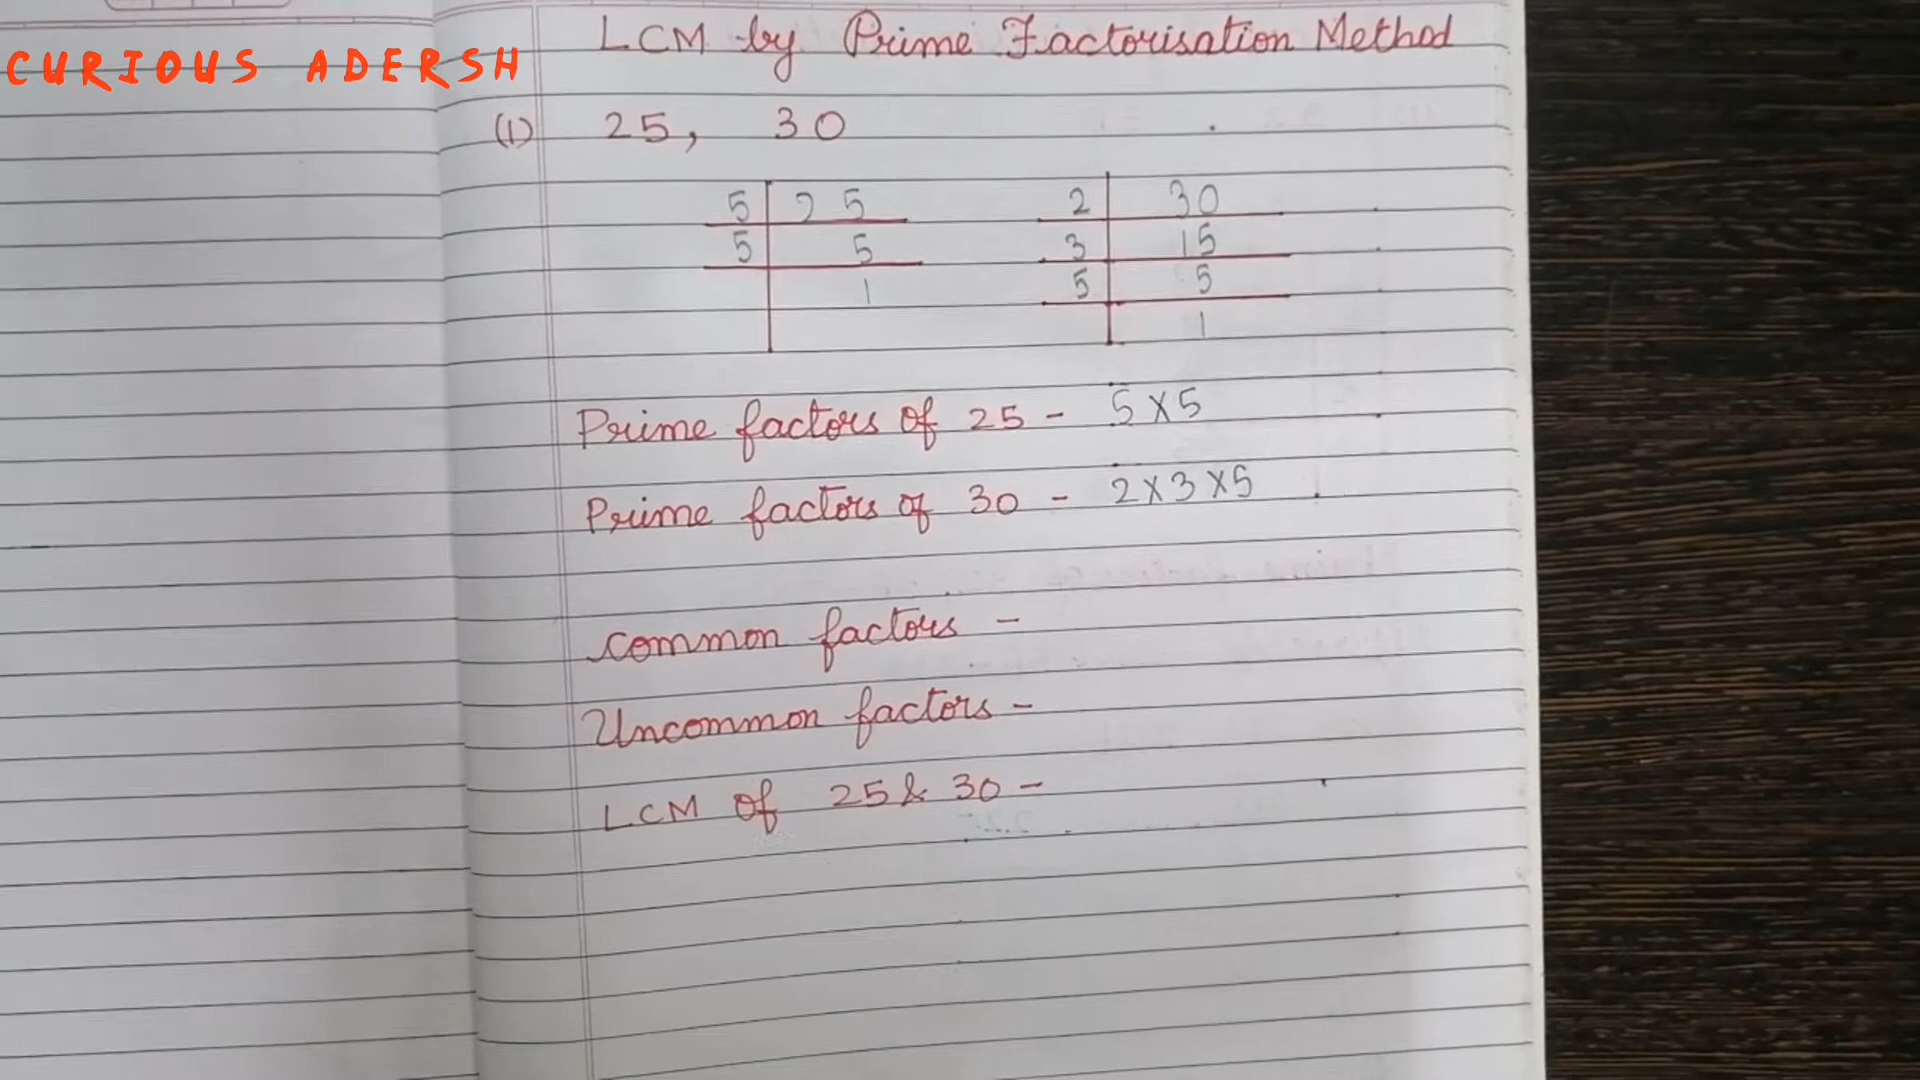 CURIOUS ADERSH
LCM by Prime Factorisation Method
(1) 25, 30
5 25 2 30
5 5 3 15
1 5 5
1
Prime factors of 25 - 5 x 5
Prime factors of 30 - 2 x 3 x 5
Common factors -
Uncommon factors -
LCM of 25 & 30 -